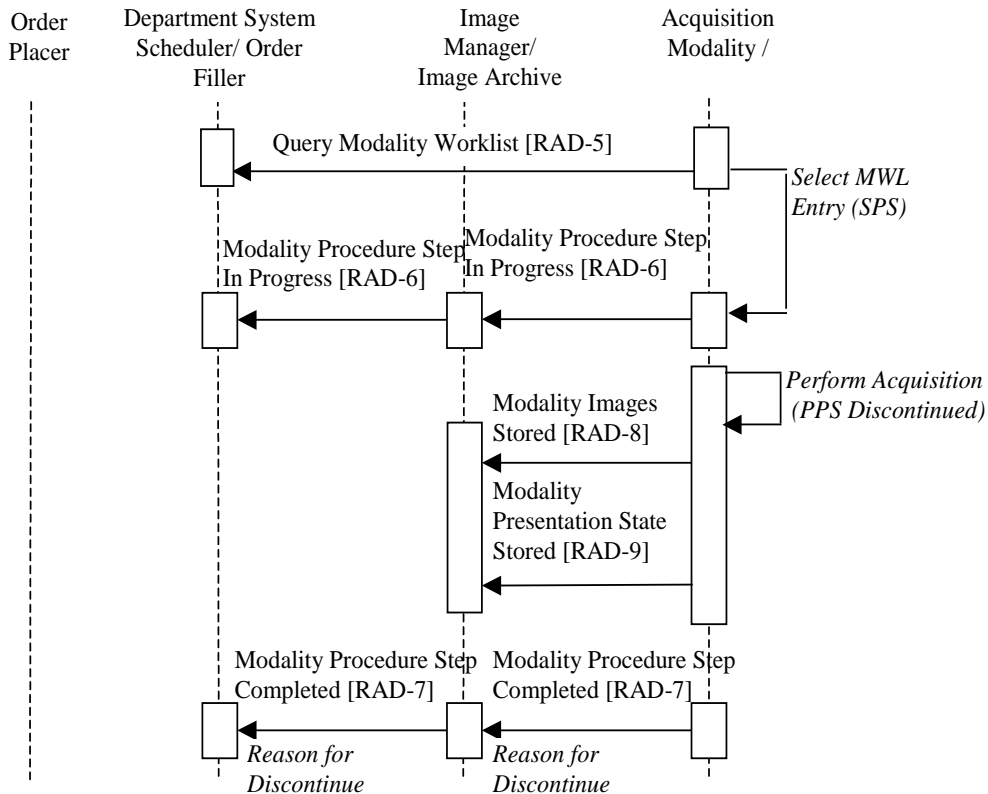 Order
Placer
Department System
Scheduler/ Order
Filler
Image
Manager/
Image Archive
Acquisition
Modality /
Query Modality Worklist [RAD-5]
Select MWL
Entry (SPS)
Modality Procedure Step
In Progress [RAD-6]
Modality Procedure Step
In Progress [RAD-6]
Perform Acquisition
(PPS Discontinued)
Modality Images
Stored [RAD-8]
Modality
Presentation State
Stored [RAD-9]
Modality Procedure Step
Completed [RAD-7]
Modality Procedure Step
Completed [RAD-7]
Reason for
Discontinue
Reason for
Discontinue